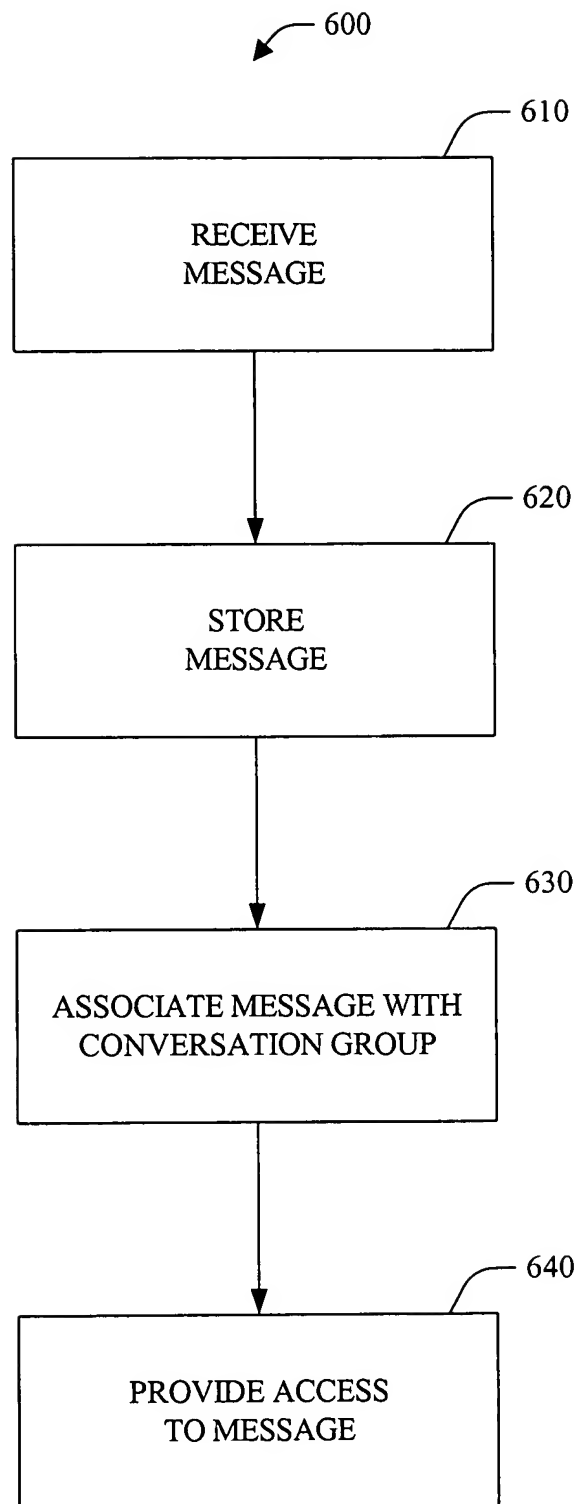 600
610
RECEIVE
MESSAGE
620
STORE
MESSAGE
630
ASSOCIATE MESSAGE WITH
CONVERSATION GROUP
640
PROVIDE ACCESS
TO MESSAGE